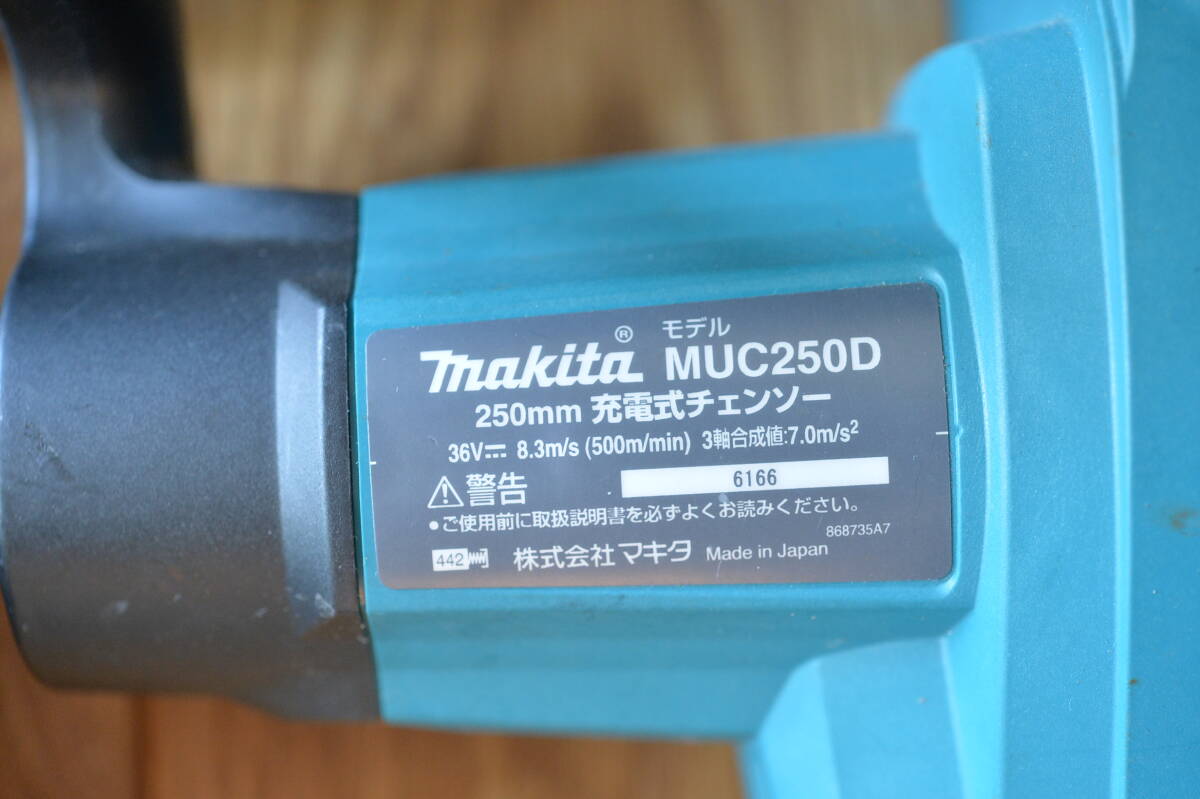 makita® モデル MUC250D
250mm 充電式チェンソー
36V⎓ 8.3m/s (500m/min) 3軸合成値:7.0m/s²
⚠警告 6166
•ご使用前に取扱説明書を必ずよくお読みください。
868735A7
442 株式会社 マキタ Made in Japan